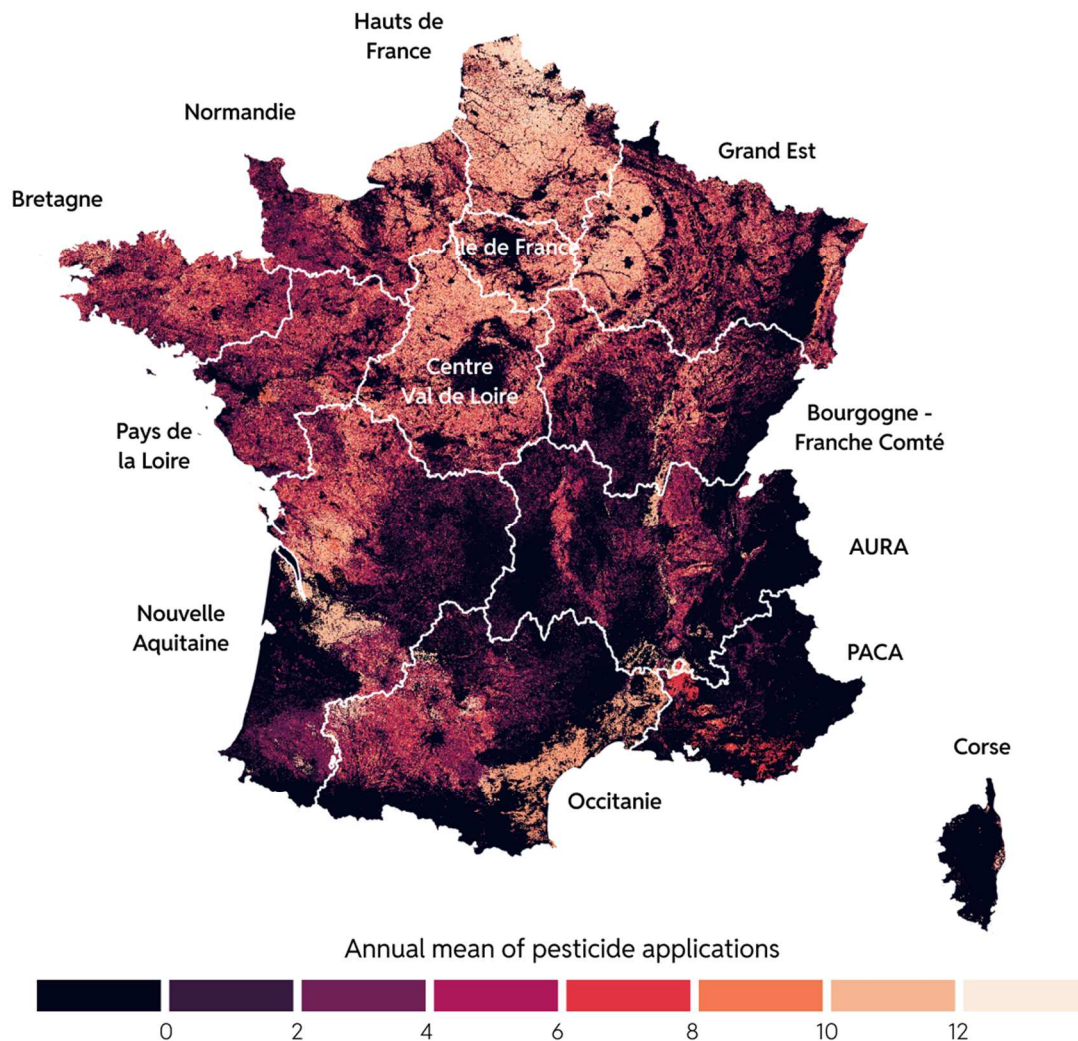 Hauts de
France
Normandie
Grand Est
Bretagne
Île de France
Centre
Val de Loire
Pays de
la Loire
Bourgogne -
Franche Comté
AURA
Nouvelle
Aquitaine
PACA
Corse
Occitanie
Annual mean of pesticide applications
0 2 4 6 8 10 12